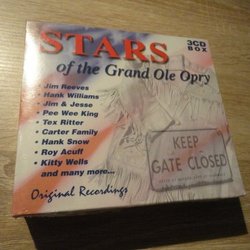 STARS
3CD
BOX
of the Grand Ole Opry
• Jim Reeves
• Hank Williams
• Jim & Jesse
• Pee Wee King
• Tex Ritter
• Carter Family
• Hank Snow
• Roy Acuff
• Kitty Wells
and many more...
KEEP
GATE CLOSED
Original Recordings